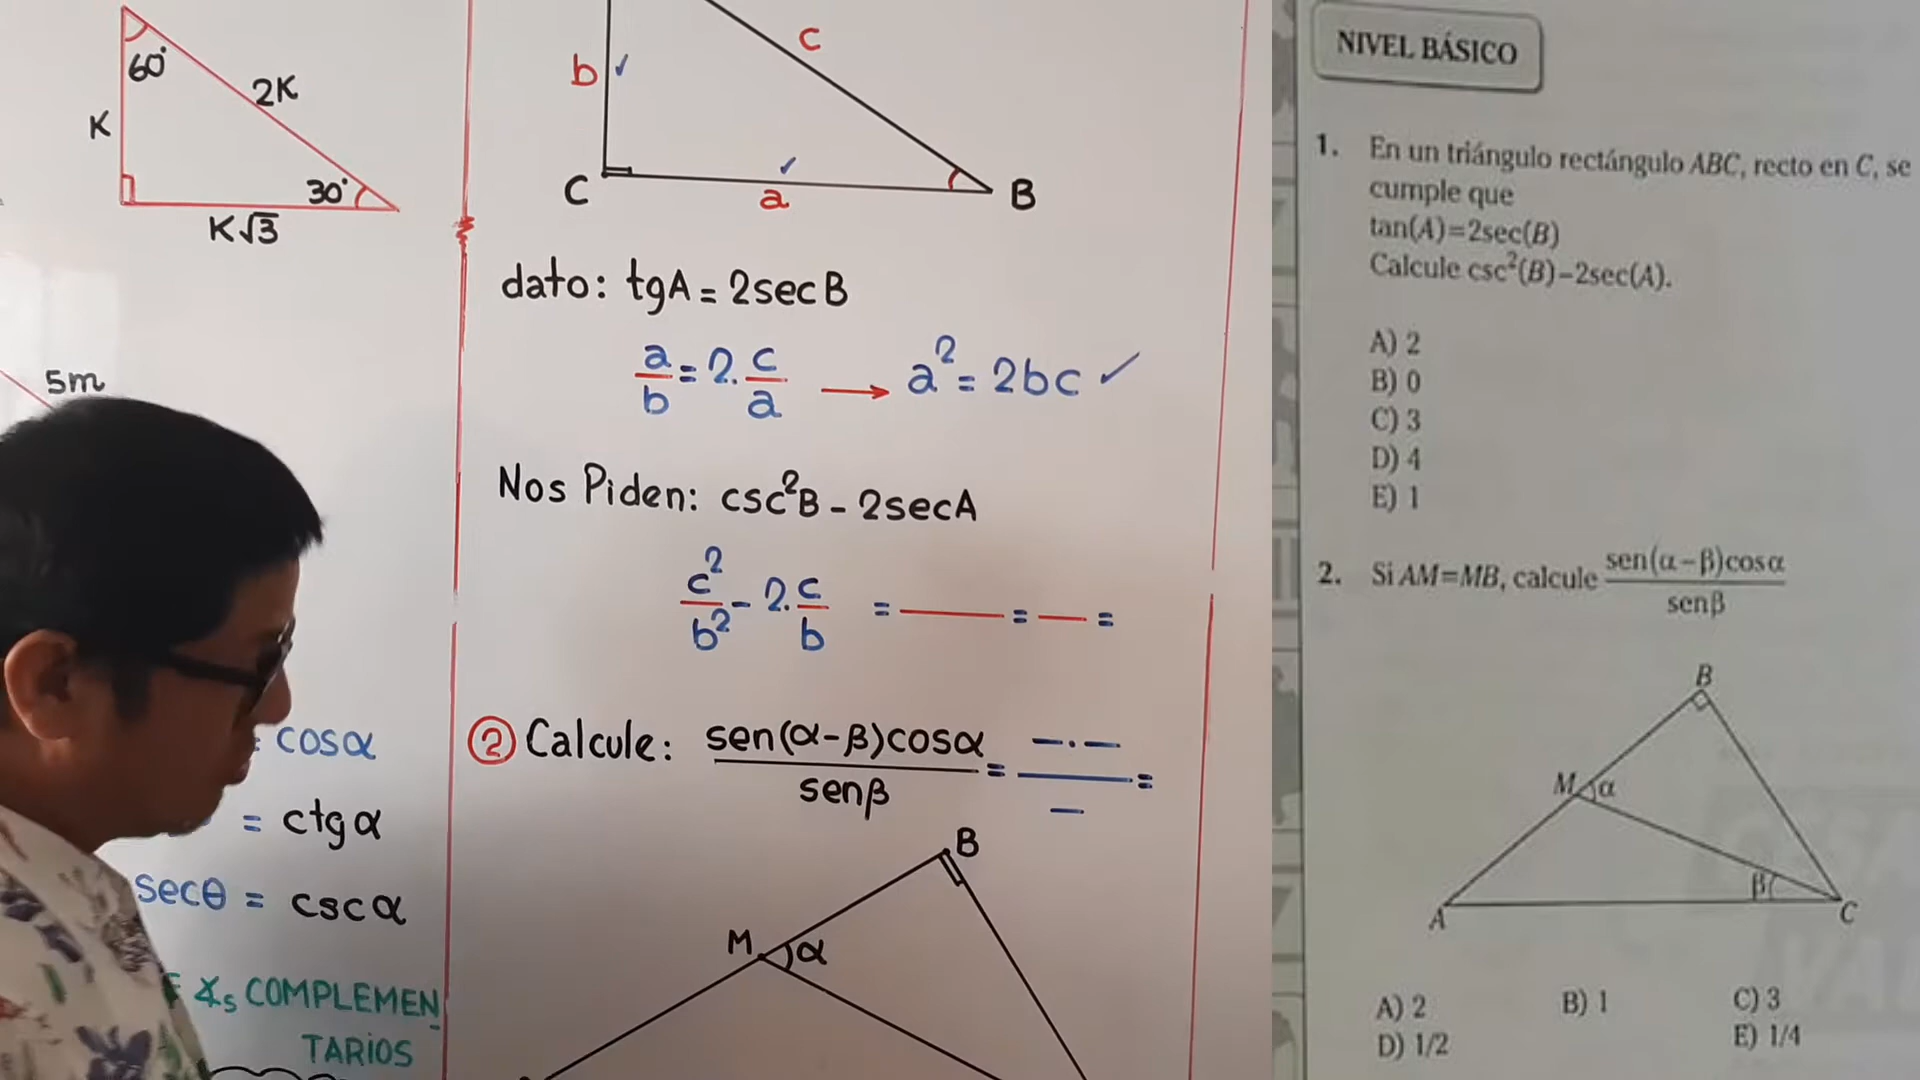 60°
2K
K
30°
K√3
5m
cosα
= ctgα
secθ = cscα
∡s COMPLEMEN
TARIOS
b ✓
c
C
a ✓
B
dato: tgA = 2secB
a/b = 2. c/a → a² = 2bc ✓
Nos Piden: csc²B - 2secA
c²/b² - 2. c/b = — = — =
② Calcule: sen(α-β)cosα / senβ = —.— / — =
B
M α
NIVEL BÁSICO
1. En un triángulo rectángulo ABC, recto en C, se
cumple que
tan(A)=2sec(B)
Calcule csc²(B)–2sec(A).
A) 2
B) 0
C) 3
D) 4
E) 1
2. Si AM=MB, calcule sen(α–β)cosα / senβ
B
M α
β
A C
A) 2 B) 1 C) 3
D) 1/2 E) 1/4